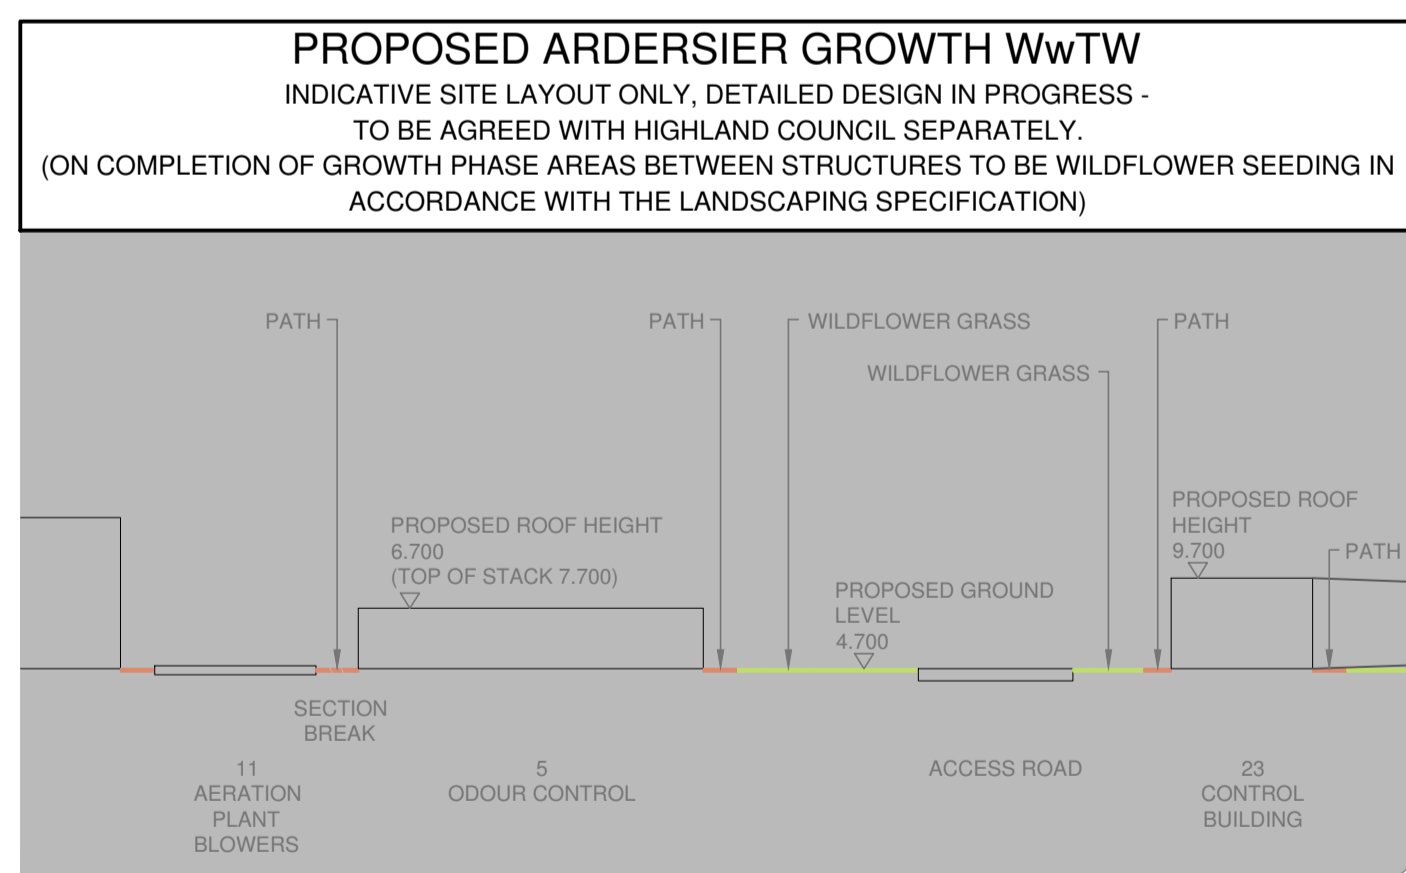 PROPOSED ARDERSIER GROWTH WwTW
INDICATIVE SITE LAYOUT ONLY, DETAILED DESIGN IN PROGRESS -
TO BE AGREED WITH HIGHLAND COUNCIL SEPARATELY.
(ON COMPLETION OF GROWTH PHASE AREAS BETWEEN STRUCTURES TO BE WILDFLOWER SEEDING IN
ACCORDANCE WITH THE LANDSCAPING SPECIFICATION)
PATH
PATH
WILDFLOWER GRASS
PATH
WILDFLOWER GRASS
PROPOSED ROOF HEIGHT
6.700
(TOP OF STACK 7.700)
PROPOSED GROUND
LEVEL
4.700
PROPOSED ROOF
HEIGHT
9.700
PATH
SECTION
BREAK
11
AERATION
PLANT
BLOWERS
5
ODOUR CONTROL
ACCESS ROAD
23
CONTROL
BUILDING